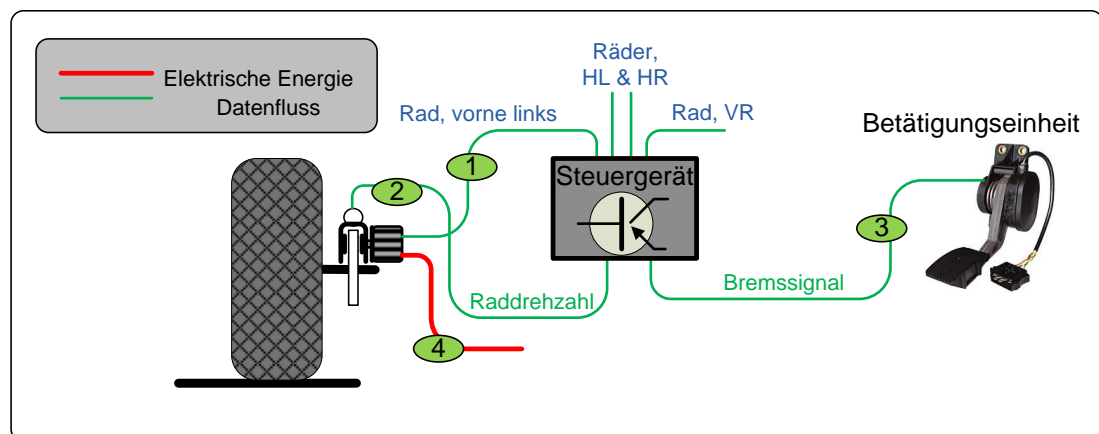 Elektrische Energie
Datenfluss
Räder,
HL & HR
Rad, vorne links
Rad, VR
Betätigungseinheit
1
2
Steuergerät
3
Raddrehzahl
Bremssignal
4